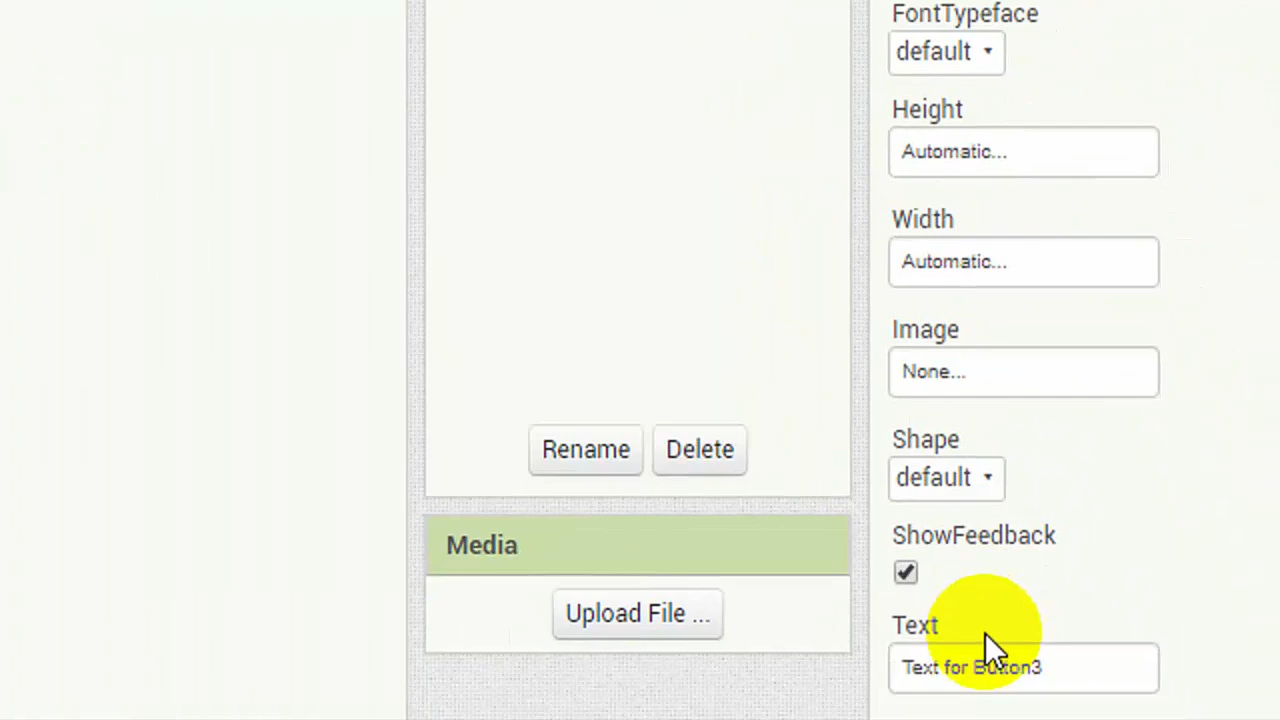 FontTypeface
default
Height
Automatic...
Width
Automatic...
Image
None...
Shape
default
ShowFeedback
Text
Text for Button3
Rename
Delete
Media
Upload File ...